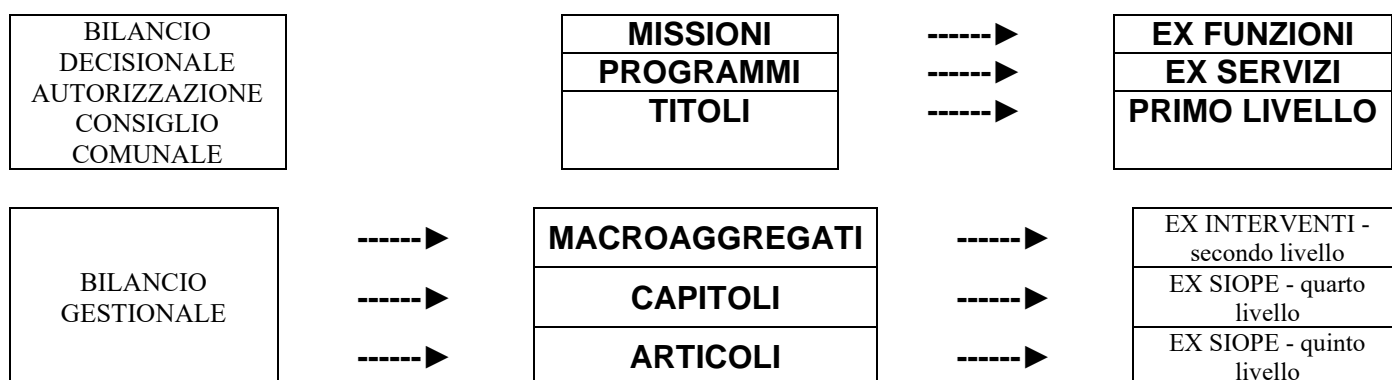 BILANCIO
DECISIONALE
AUTORIZZAZIONE
CONSIGLIO
COMUNALE
MISSIONI ------► EX FUNZIONI
PROGRAMMI ------► EX SERVIZI
TITOLI ------► PRIMO LIVELLO
BILANCIO
GESTIONALE
------► MACROAGGREGATI ------► EX INTERVENTI -
secondo livello
------► CAPITOLI ------► EX SIOPE - quarto
livello
------► ARTICOLI ------► EX SIOPE - quinto
livello